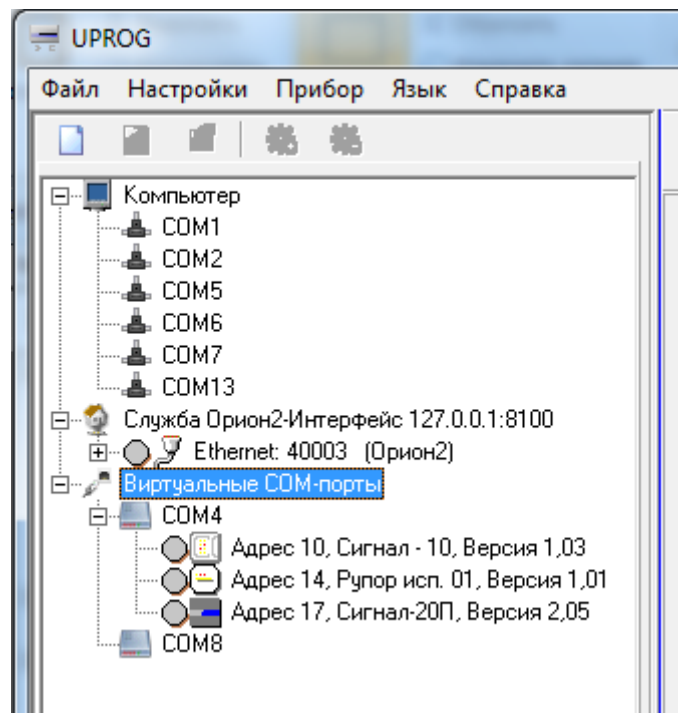 UPROG
Файл Настройки Прибор Язык Справка
Компьютер
COM1
COM2
COM5
COM6
COM7
COM13
Служба Орион2-Интерфейс 127.0.0.1:8100
Ethernet: 40003 (Орион2)
Виртуальные COM-порты
COM4
Адрес 10, Сигнал - 10, Версия 1,03
Адрес 14, Рупор исп. 01, Версия 1,01
Адрес 17, Сигнал-20П, Версия 2,05
COM8